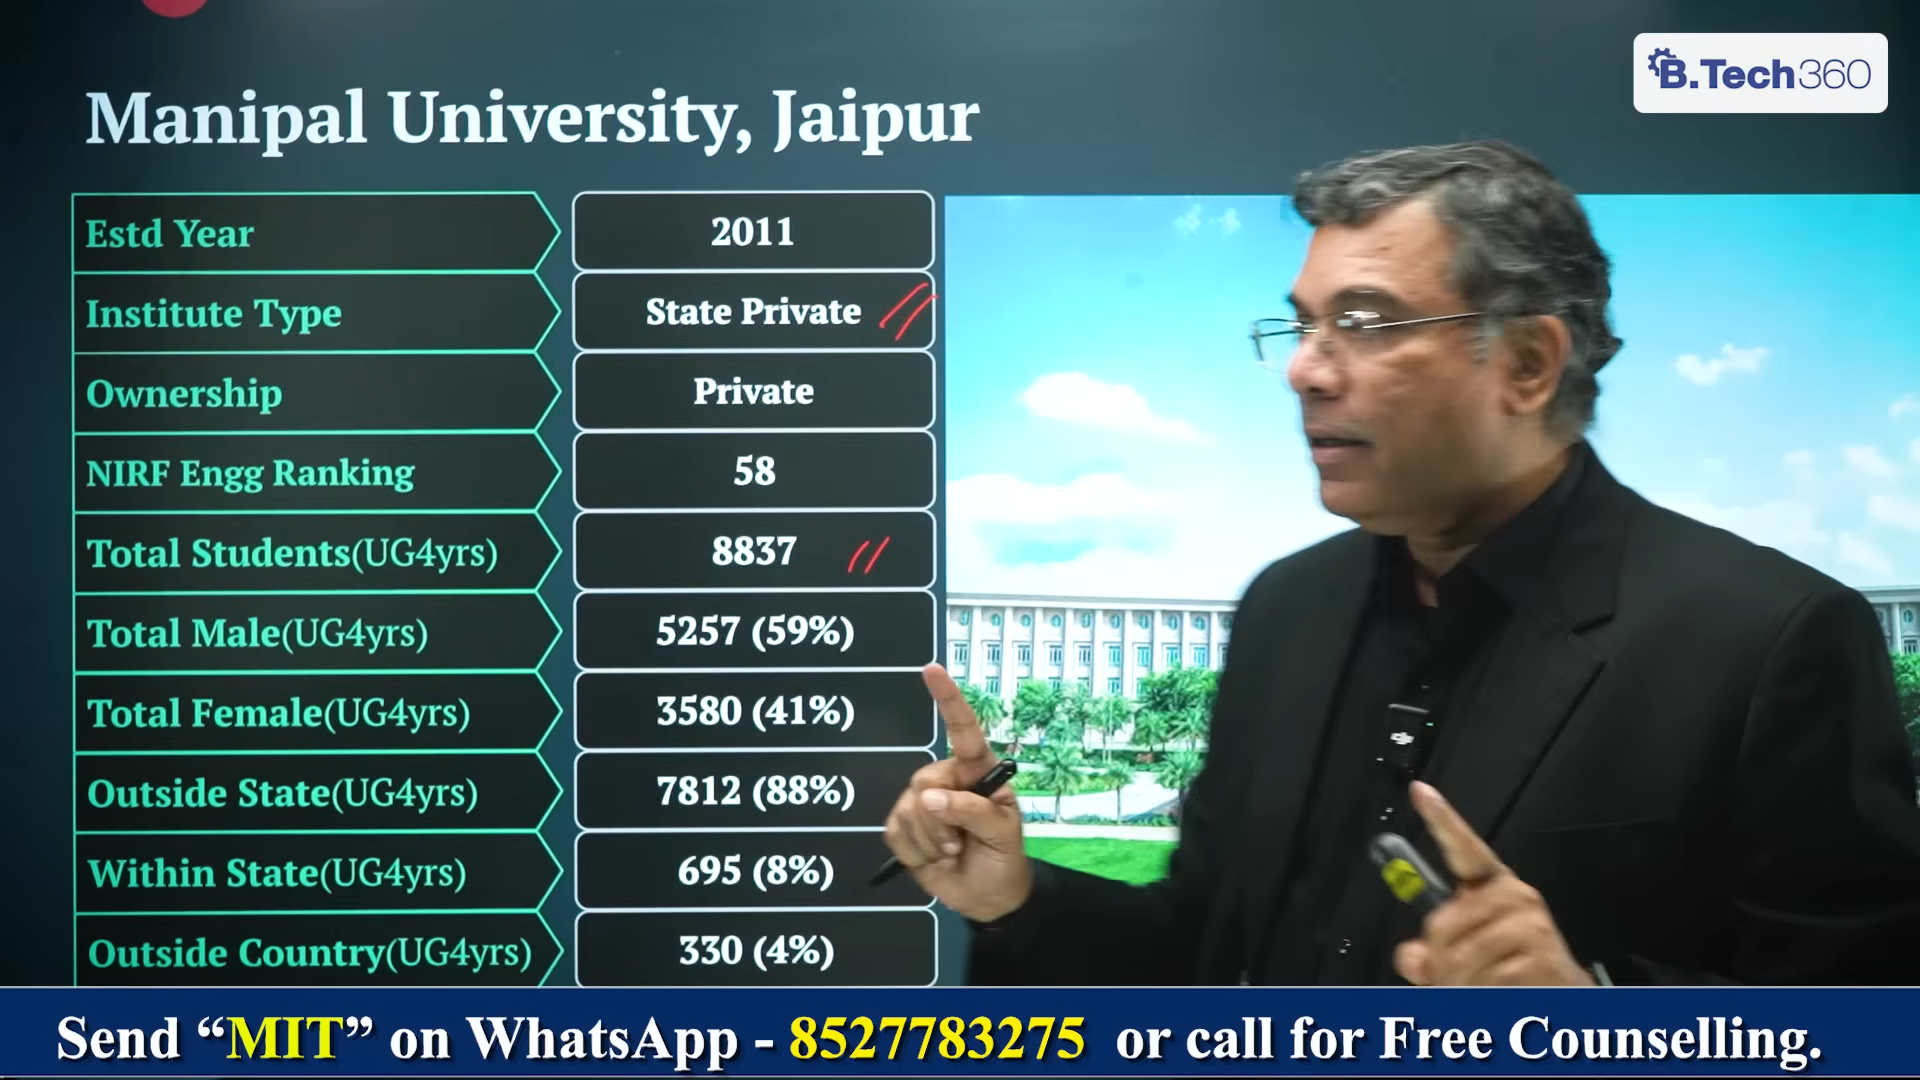 B.Tech360
Manipal University, Jaipur
Estd Year 2011
Institute Type State Private
Ownership Private
NIRF Engg Ranking 58
Total Students(UG4yrs) 8837
Total Male(UG4yrs) 5257 (59%)
Total Female(UG4yrs) 3580 (41%)
Outside State(UG4yrs) 7812 (88%)
Within State(UG4yrs) 695 (8%)
Outside Country(UG4yrs) 330 (4%)
dji
Send “MIT” on WhatsApp - 8527783275 or call for Free Counselling.